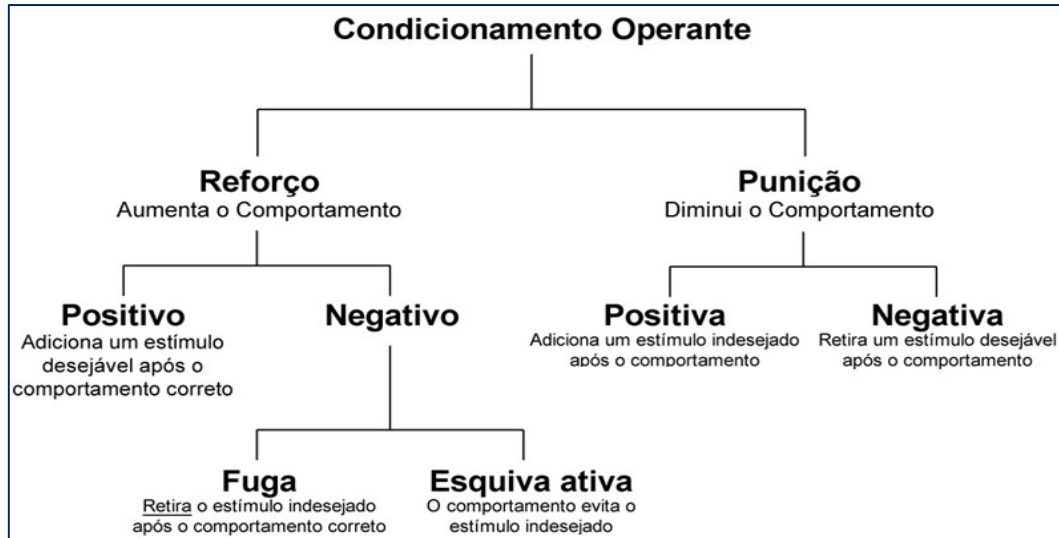 Condicionamento Operante
Reforço
Aumenta o Comportamento
Punição
Diminui o Comportamento
Positivo
Adiciona um estímulo
desejável após o
comportamento correto
Negativo
Positiva
Adiciona um estímulo indesejado
após o comportamento
Negativa
Retira um estímulo desejável
após o comportamento
Fuga
Retira o estímulo indesejado
após o comportamento correto
Esquiva ativa
O comportamento evita o
estímulo indesejado